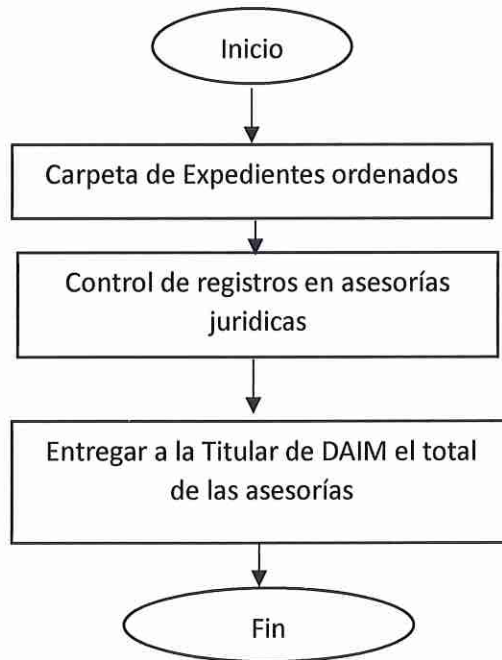 Inicio
Carpeta de Expedientes ordenados
Control de registros en asesorías
juridicas
Entregar a la Titular de DAIM el total
de las asesorías
Fin